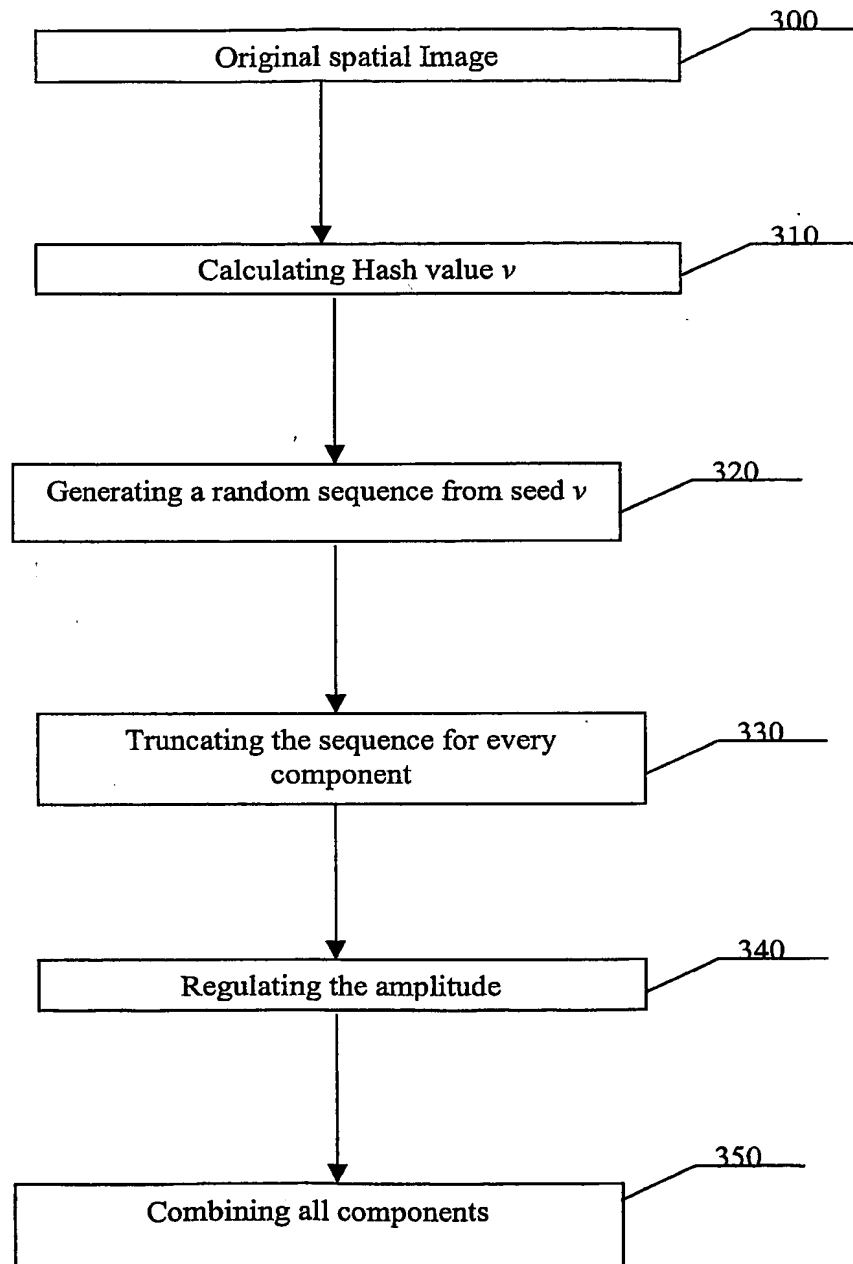 300
Original spatial Image
310
Calculating Hash value ν
320
Generating a random sequence from seed ν
330
Truncating the sequence for every
component
340
Regulating the amplitude
350
Combining all components